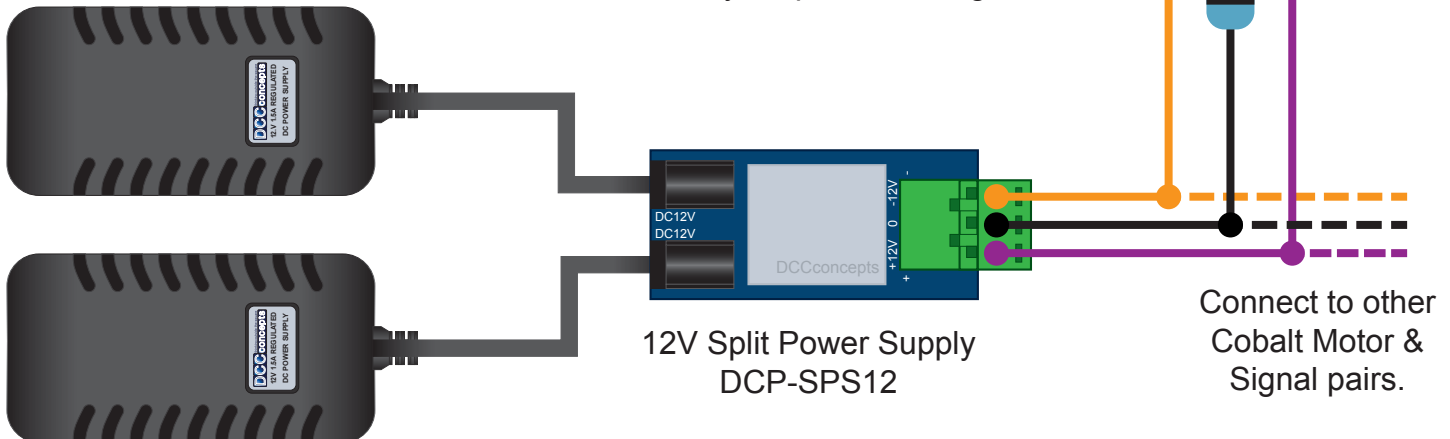 DCCconcepts
12.V 1.5A REGULATED
DC POWER SUPPLY
DC12V
DC12V
-
-12V
0
+12V
+
DCCconcepts
DCCconcepts
12V 1.5A REGULATED
DC POWER SUPPLY
12V Split Power Supply
DCP-SPS12
Connect to other
Cobalt Motor &
Signal pairs.